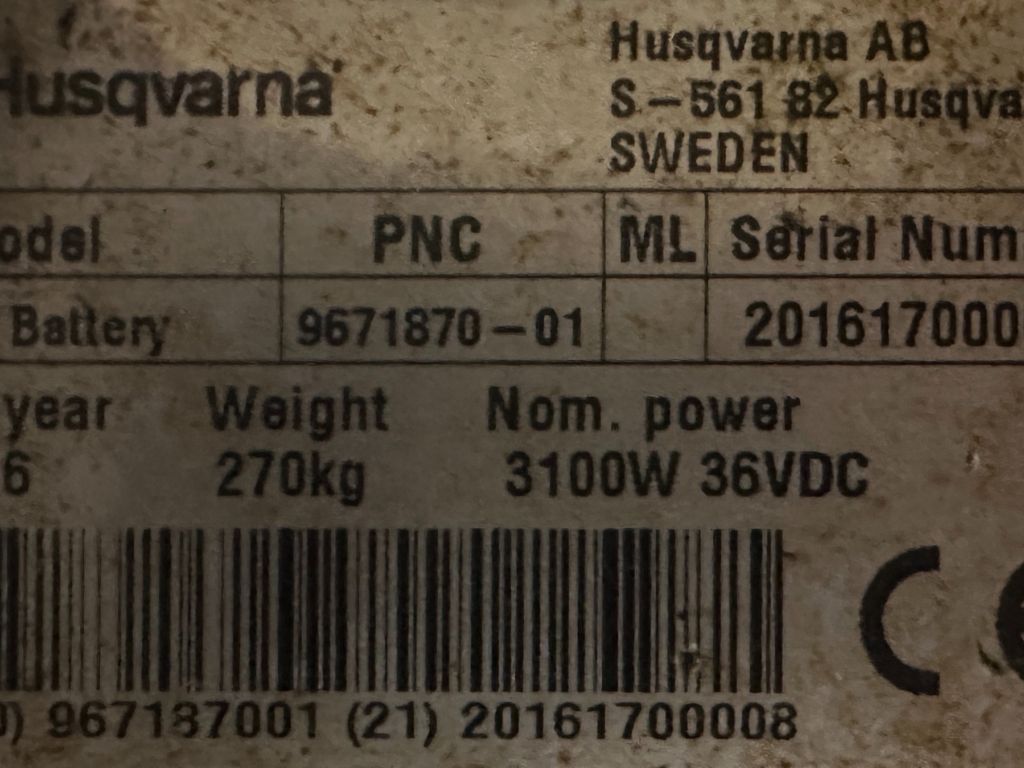 Husqvarna
Husqvarna AB
S-561 82 Husqva
SWEDEN
odel PNC ML Serial Num
Battery 9671870-01 201617000
year Weight Nom. power
6 270kg 3100W 36VDC
CE
) 967187001 (21) 20161700008